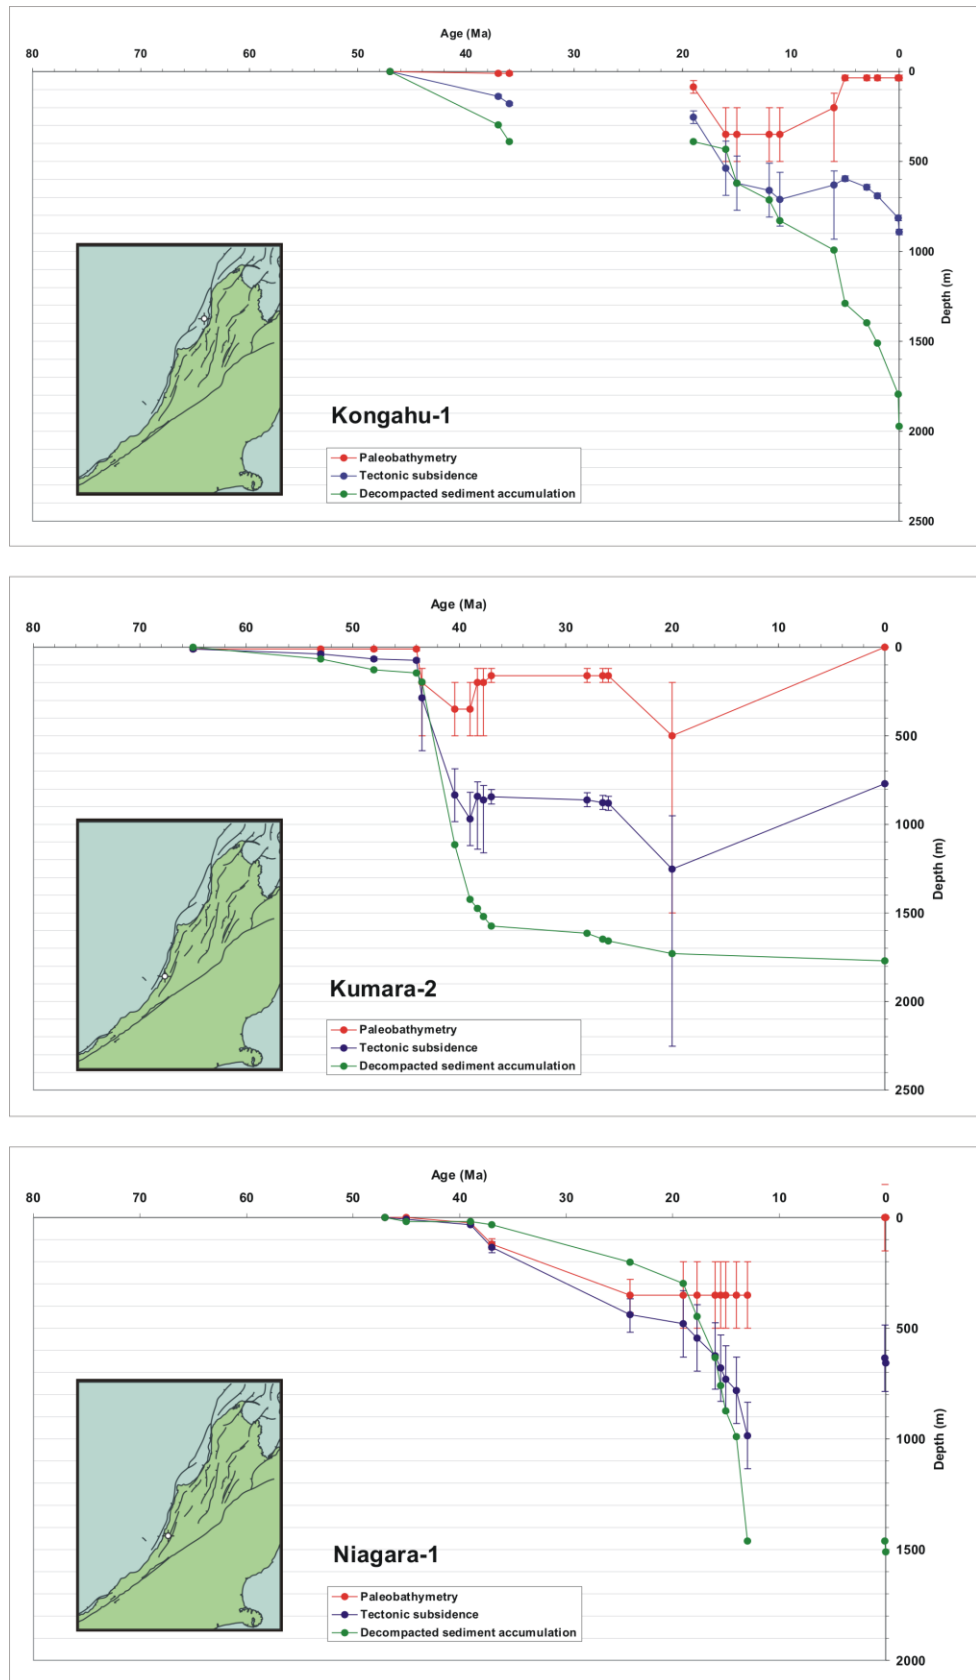 Age (Ma)
80 70 60 50 40 30 20 10 0
0
500
1000
1500
2000
2500
Depth (m)
Kongahu-1
Paleobathymetry
Tectonic subsidence
Decompacted sediment accumulation
Age (Ma)
80 70 60 50 40 30 20 10 0
0
500
1000
1500
2000
2500
Depth (m)
Kumara-2
Paleobathymetry
Tectonic subsidence
Decompacted sediment accumulation
Age (Ma)
80 70 60 50 40 30 20 10 0
0
500
1000
1500
2000
Depth (m)
Niagara-1
Paleobathymetry
Tectonic subsidence
Decompacted sediment accumulation